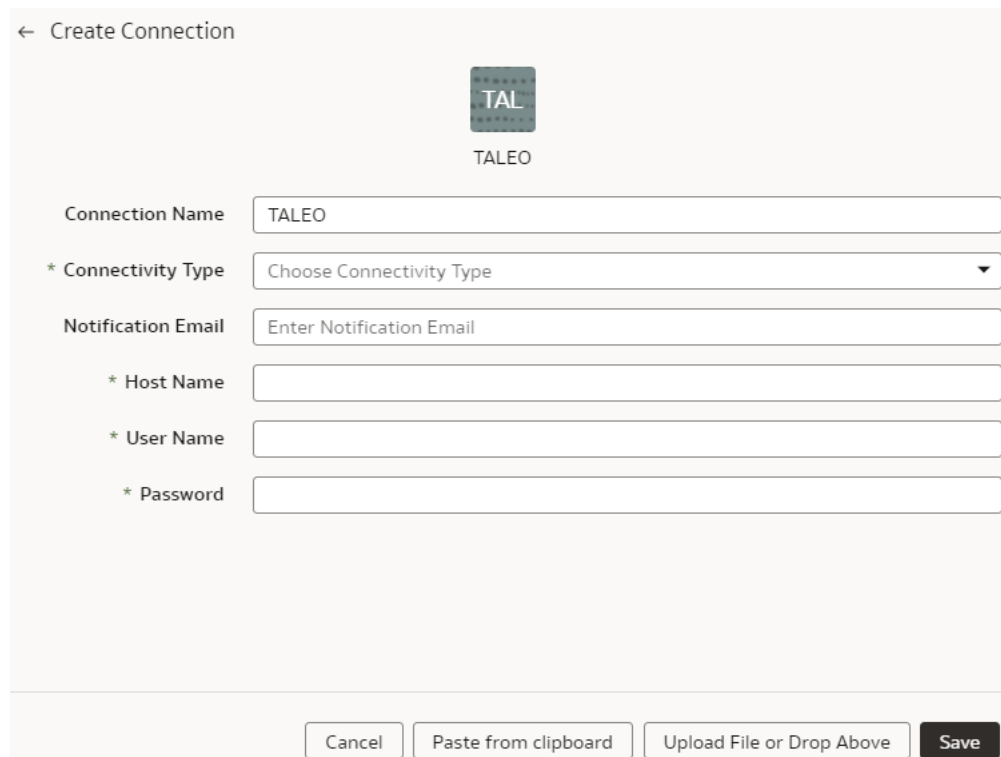 ← Create Connection
TAL
TALEO
Connection Name TALEO
* Connectivity Type Choose Connectivity Type
Notification Email Enter Notification Email
* Host Name
* User Name
* Password
Cancel Paste from clipboard Upload File or Drop Above Save